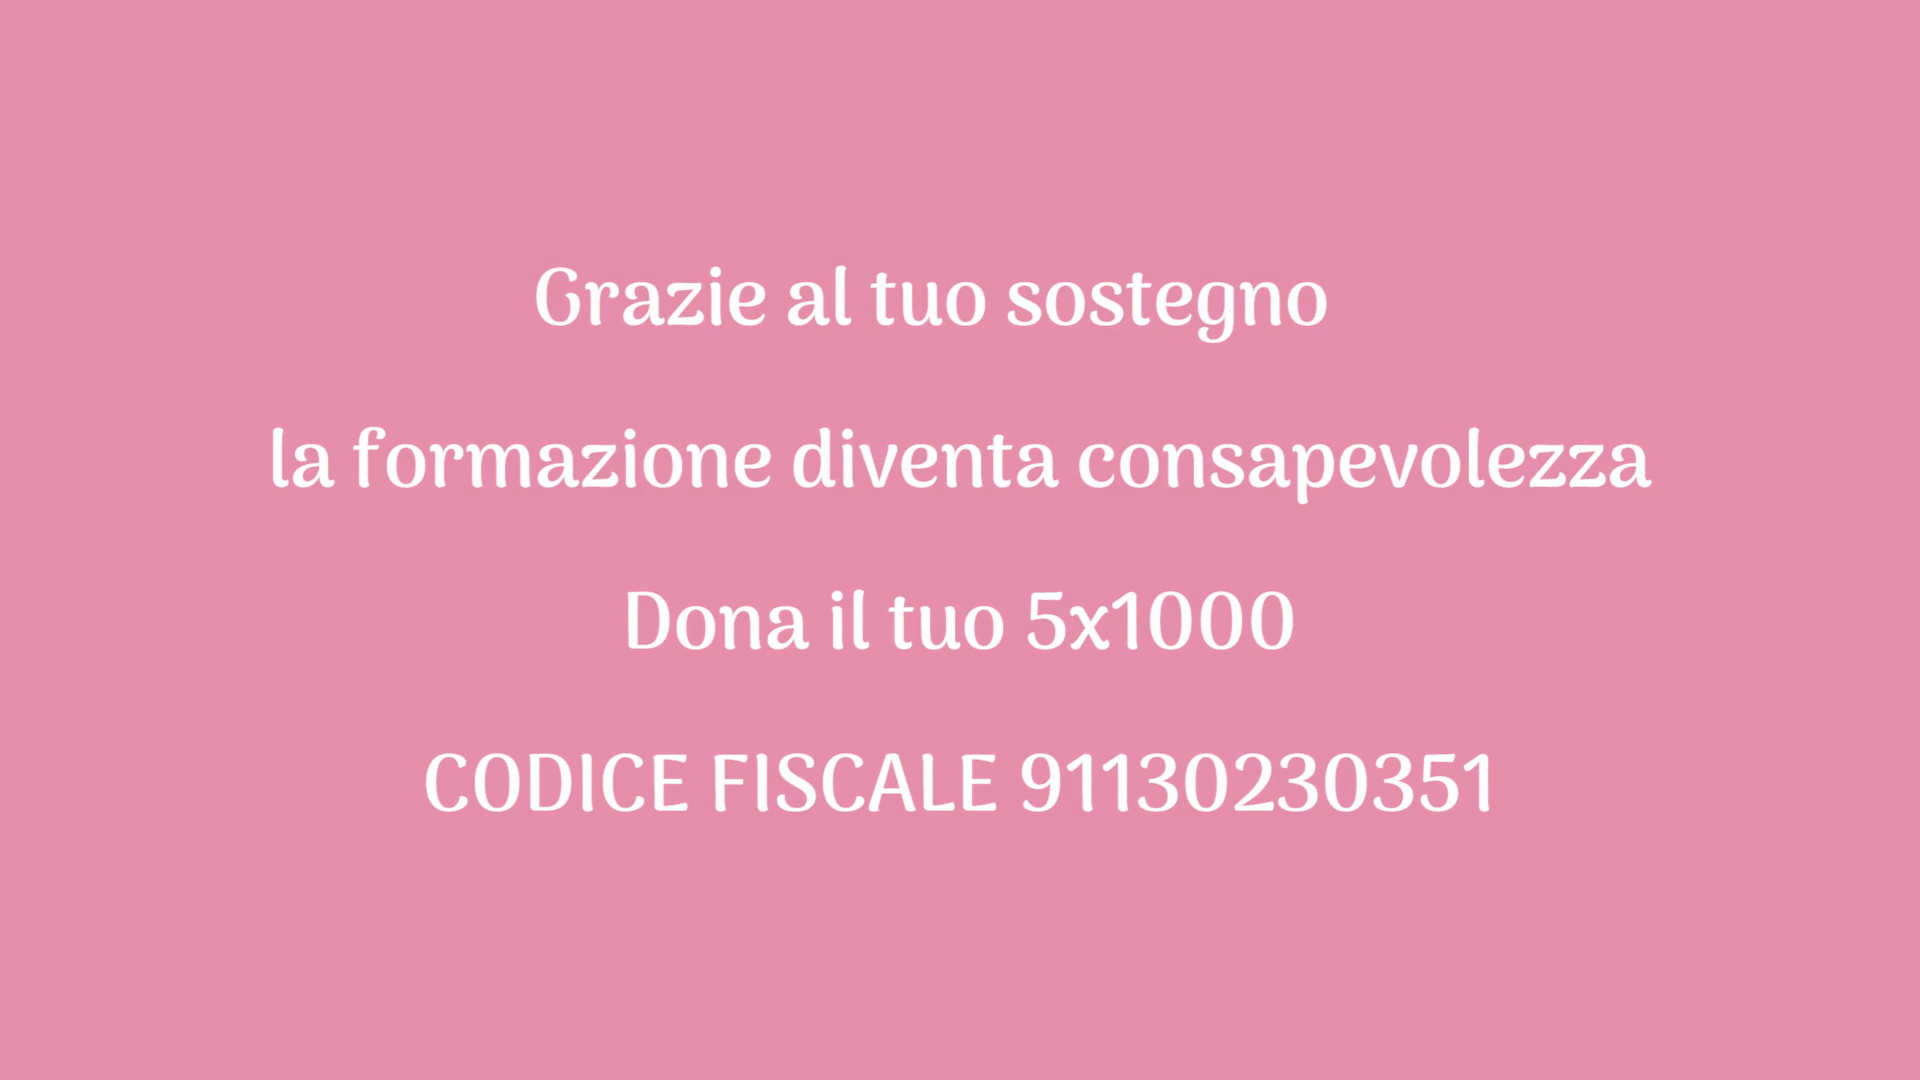 Grazie al tuo sostegno
la formazione diventa consapevolezza
Dona il tuo 5x1000
CODICE FISCALE 91130230351